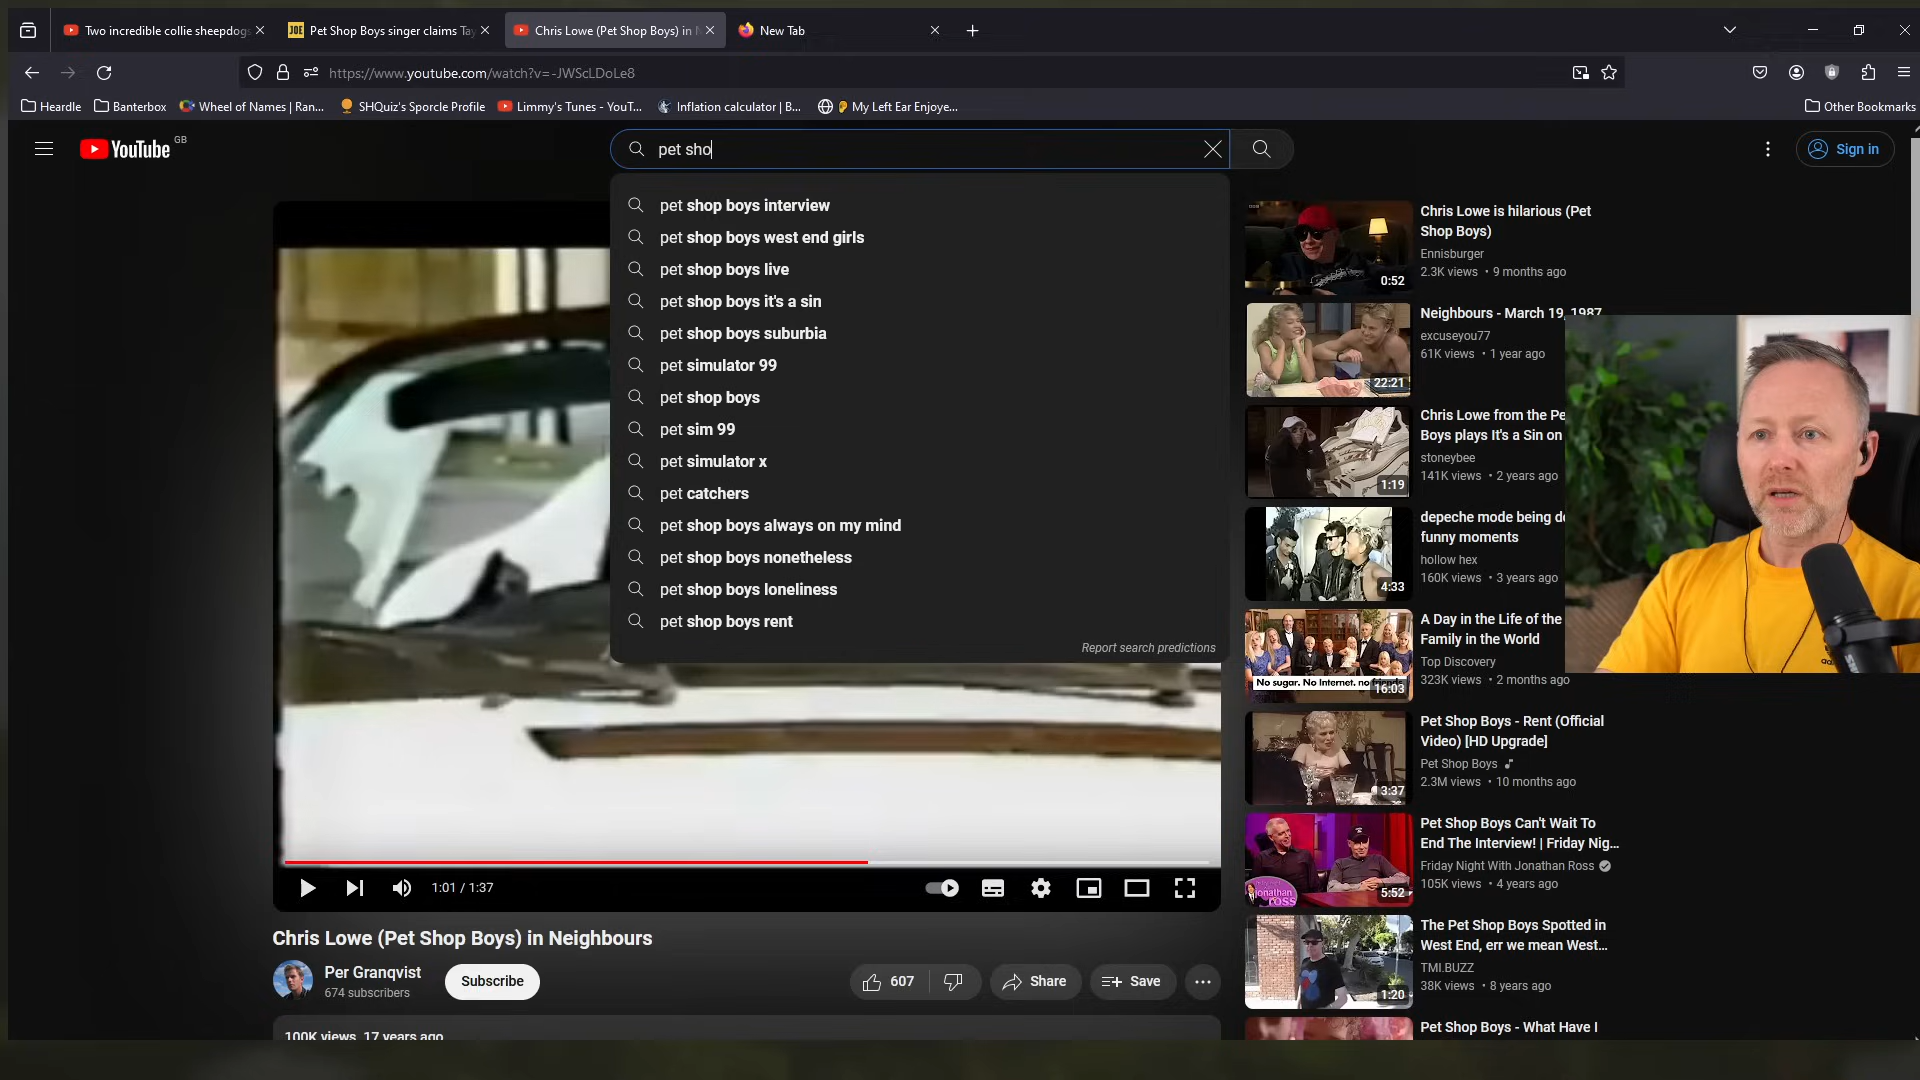 Two incredible collie sheepdogs
JOE
Pet Shop Boys singer claims Tay
Chris Lowe (Pet Shop Boys) in N
New Tab
https://www.youtube.com/watch?v=-JWScLDoLe8
Heardle
Banterbox
Wheel of Names | Ran...
SHQuiz's Sporcle Profile
Limmy's Tunes - YouT...
Inflation calculator | B...
My Left Ear Enjoye...
Other Bookmarks
YouTube GB
pet sho
Sign in
pet shop boys interview
pet shop boys west end girls
pet shop boys live
pet shop boys it's a sin
pet shop boys suburbia
pet simulator 99
pet shop boys
pet sim 99
pet simulator x
pet catchers
pet shop boys always on my mind
pet shop boys nonetheless
pet shop boys loneliness
pet shop boys rent
Report search predictions
1:01 / 1:37
Chris Lowe (Pet Shop Boys) in Neighbours
Per Granqvist
674 subscribers
Subscribe
607
Share
Save
100K views 17 years ago
Chris Lowe is hilarious (Pet
Shop Boys)
Ennisburger
2.3K views • 9 months ago
0:52
Neighbours - March 19, 1987
excuseyou77
61K views • 1 year ago
22:21
Chris Lowe from the Pe
Boys plays It's a Sin on
stoneybee
141K views • 2 years ago
1:19
depeche mode being d
funny moments
hollow hex
160K views • 3 years ago
4:33
A Day in the Life of the
Family in the World
Top Discovery
323K views • 2 months ago
No sugar. No Internet. no friends
16:03
Pet Shop Boys - Rent (Official
Video) [HD Upgrade]
Pet Shop Boys
2.3M views • 10 months ago
3:37
Pet Shop Boys Can't Wait To
End The Interview! | Friday Nig...
Friday Night With Jonathan Ross
105K views • 4 years ago
jonathan
ross
5:52
The Pet Shop Boys Spotted in
West End, err we mean West...
TMI.BUZZ
38K views • 8 years ago
1:20
Pet Shop Boys - What Have I